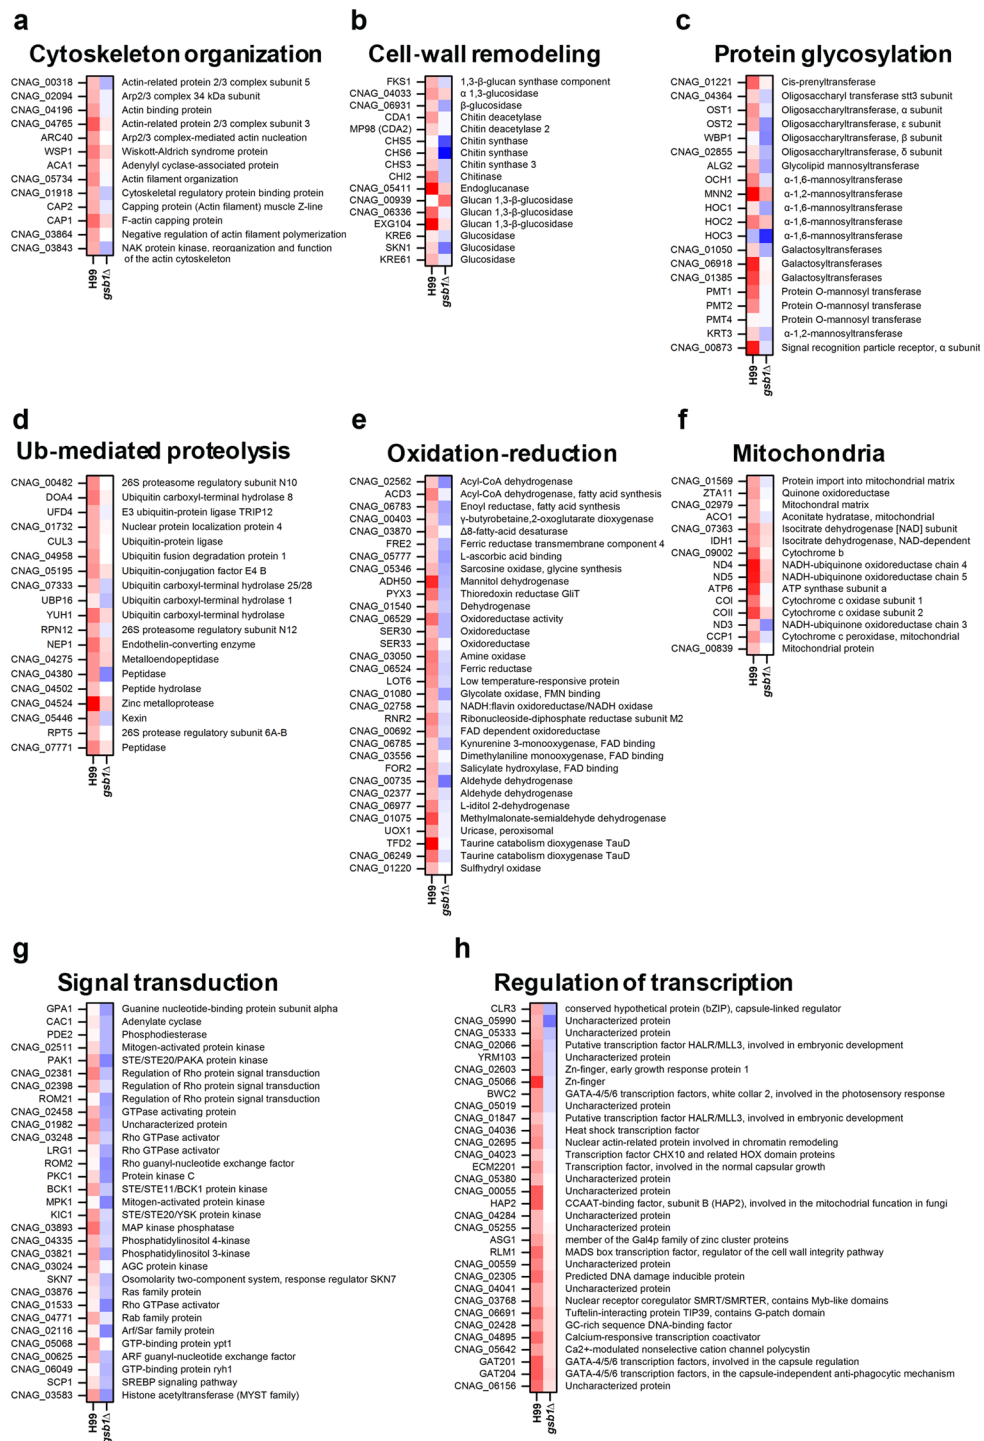 a
Cytoskeleton organization
CNAG_00318 Actin-related protein 2/3 complex subunit 5
CNAG_02094 Arp2/3 complex 34 kDa subunit
CNAG_04196 Actin binding protein
CNAG_04765 Actin-related protein 2/3 complex subunit 3
ARC40 Arp2/3 complex-mediated actin nucleation
WSP1 Wiskott-Aldrich syndrome protein
ACA1 Adenylyl cyclase-associated protein
CNAG_05734 Actin filament organization
CNAG_01918 Cytoskeletal regulatory protein binding protein
CAP2 Capping protein (Actin filament) muscle Z-line
CAP1 F-actin capping protein
CNAG_03864 Negative regulation of actin filament polymerization
CNAG_03843 NAK protein kinase, reorganization and function
of the actin cytoskeleton
H99
gsb1Δ
b
Cell-wall remodeling
FKS1 1,3-β-glucan synthase component
CNAG_04033 α 1,3-glucosidase
CNAG_06931 β-glucosidase
CDA1 Chitin deacetylase
MP98 (CDA2) Chitin deacetylase 2
CHS5 Chitin synthase
CHS6 Chitin synthase
CHS3 Chitin synthase 3
CHI2 Chitinase
CNAG_05411 Endoglucanase
CNAG_00939 Glucan 1,3-β-glucosidase
CNAG_06336 Glucan 1,3-β-glucosidase
EXG104 Glucan 1,3-β-glucosidase
KRE6 Glucosidase
SKN1 Glucosidase
KRE61 Glucosidase
H99
gsb1Δ
c
Protein glycosylation
CNAG_01221 Cis-prenyltransferase
CNAG_04364 Oligosaccharyl transferase stt3 subunit
OST1 Oligosaccharyltransferase, α subunit
OST2 Oligosaccharyltransferase, ε subunit
WBP1 Oligosaccharyltransferase, β subunit
CNAG_02855 Oligosaccharyltransferase, δ subunit
ALG2 Glycolipid mannosyltransferase
OCH1 α-1,6-mannosyltransferase
MNN2 α-1,2-mannosyltransferase
HOC1 α-1,6-mannosyltransferase
HOC2 α-1,6-mannosyltransferase
HOC3 α-1,6-mannosyltransferase
CNAG_01050 Galactosyltransferases
CNAG_06918 Galactosyltransferases
CNAG_01385 Galactosyltransferases
PMT1 Protein O-mannosyl transferase
PMT2 Protein O-mannosyl transferase
PMT4 Protein O-mannosyl transferase
KRT3 α-1,2-mannosyltransferase
CNAG_00873 Signal recognition particle receptor, α subunit
H99
gsb1Δ
d
Ub-mediated proteolysis
CNAG_00482 26S proteasome regulatory subunit N10
DOA4 Ubiquitin carboxyl-terminal hydrolase 8
UFD4 E3 ubiquitin-protein ligase TRIP12
CNAG_01732 Nuclear protein localization protein 4
CUL3 Ubiquitin-protein ligase
CNAG_04958 Ubiquitin fusion degradation protein 1
CNAG_05195 Ubiquitin-conjugation factor E4 B
CNAG_07333 Ubiquitin carboxyl-terminal hydrolase 25/28
UBP16 Ubiquitin carboxyl-terminal hydrolase 1
YUH1 Ubiquitin carboxyl-terminal hydrolase
RPN12 26S proteasome regulatory subunit N12
NEP1 Endothelin-converting enzyme
CNAG_04275 Metalloendopeptidase
CNAG_04380 Peptidase
CNAG_04502 Peptide hydrolase
CNAG_04524 Zinc metalloprotease
CNAG_05446 Kexin
RPT5 26S protease regulatory subunit 6A-B
CNAG_07771 Peptidase
H99
gsb1Δ
e
Oxidation-reduction
CNAG_02562 Acyl-CoA dehydrogenase
ACD3 Acyl-CoA dehydrogenase, fatty acid synthesis
CNAG_06783 Enoyl reductase, fatty acid synthesis
CNAG_00403 γ-butyrobetaine,2-oxoglutarate dioxygenase
CNAG_03870 Δ8-fatty-acid desaturase
FRE2 Ferric reductase transmembrane component 4
CNAG_05777 L-ascorbic acid binding
CNAG_05346 Sarcosine oxidase, glycine synthesis
ADH50 Mannitol dehydrogenase
PYX3 Thioredoxin reductase GliT
CNAG_01540 Dehydrogenase
CNAG_06529 Oxidoreductase activity
SER30 Oxidoreductase
SER33 Oxidoreductase
CNAG_03050 Amine oxidase
CNAG_06524 Ferric reductase
LOT6 Low temperature-responsive protein
CNAG_01080 Glycolate oxidase, FMN binding
CNAG_02758 NADH:flavin oxidoreductase/NADH oxidase
RNR2 Ribonucleoside-diphosphate reductase subunit M2
CNAG_00692 FAD dependent oxidoreductase
CNAG_06785 Kynurenine 3-monooxygenase, FAD binding
CNAG_03556 Dimethylaniline monooxygenase, FAD binding
FOR2 Salicylate hydroxylase, FAD binding
CNAG_00735 Aldehyde dehydrogenase
CNAG_02377 Aldehyde dehydrogenase
CNAG_06977 L-iditol 2-dehydrogenase
CNAG_01075 Methylmalonate-semialdehyde dehydrogenase
UOX1 Uricase, peroxisomal
TFD2 Taurine catabolism dioxygenase TauD
CNAG_06249 Taurine catabolism dioxygenase TauD
CNAG_01220 Sulfhydryl oxidase
H99
gsb1Δ
f
Mitochondria
CNAG_01569 Protein import into mitochondrial matrix
ZTA11 Quinone oxidoreductase
CNAG_02979 Mitochondrial matrix
ACO1 Aconitate hydratase, mitochondrial
CNAG_07363 Isocitrate dehydrogenase [NAD] subunit
IDH1 Isocitrate dehydrogenase, NAD-dependent
CNAG_09002 Cytochrome b
ND4 NADH-ubiquinone oxidoreductase chain 4
ND5 NADH-ubiquinone oxidoreductase chain 5
ATP6 ATP synthase subunit a
COI Cytochrome c oxidase subunit 1
COII Cytochrome c oxidase subunit 2
ND3 NADH-ubiquinone oxidoreductase chain 3
CCP1 Cytochrome c peroxidase, mitochondrial
CNAG_00839 Mitochondrial protein
H99
gsb1Δ
g
Signal transduction
GPA1 Guanine nucleotide-binding protein subunit alpha
CAC1 Adenylate cyclase
PDE2 Phosphodiesterase
CNAG_02511 Mitogen-activated protein kinase
PAK1 STE/STE20/PAKA protein kinase
CNAG_02381 Regulation of Rho protein signal transduction
CNAG_02398 Regulation of Rho protein signal transduction
ROM21 Regulation of Rho protein signal transduction
CNAG_02458 GTPase activating protein
CNAG_01982 Uncharacterized protein
CNAG_03248 Rho GTPase activator
LRG1 Rho GTPase activator
ROM2 Rho guanyl-nucleotide exchange factor
PKC1 Protein kinase C
BCK1 STE/STE11/BCK1 protein kinase
MPK1 Mitogen-activated protein kinase
KIC1 STE/STE20/YSK protein kinase
CNAG_03893 MAP kinase phosphatase
CNAG_04335 Phosphatidylinositol 4-kinase
CNAG_03821 Phosphatidylinositol 3-kinase
CNAG_03024 AGC protein kinase
SKN7 Osomolarity two-component system, response regulator SKN7
CNAG_03876 Ras family protein
CNAG_01533 Rho GTPase activator
CNAG_04771 Rab family protein
CNAG_02116 Arf/Sar family protein
CNAG_05068 GTP-binding protein ypt1
CNAG_00625 ARF guanyl-nucleotide exchange factor
CNAG_06049 GTP-binding protein ryh1
SCP1 SREBP signaling pathway
CNAG_03583 Histone acetyltransferase (MYST family)
H99
gsb1Δ
h
Regulation of transcription
CLR3 conserved hypothetical protein (bZIP), capsule-linked regulator
CNAG_05990 Uncharacterized protein
CNAG_05333 Uncharacterized protein
CNAG_02066 Putative transcription factor HALR/MLL3, involved in embryonic development
YRM103 Uncharacterized protein
CNAG_02603 Zn-finger, early growth response protein 1
CNAG_05066 Zn-finger
BWC2 GATA-4/5/6 transcription factors, white collar 2, involved in the photosensory response
CNAG_05019 Uncharacterized protein
CNAG_01847 Putative transcription factor HALR/MLL3, involved in embryonic development
CNAG_04036 Heat shock transcription factor
CNAG_02695 Nuclear actin-related protein involved in chromatin remodeling
CNAG_04023 Transcription factor CHX10 and related HOX domain proteins
ECM2201 Transcription factor, involved in the normal capsular growth
CNAG_05380 Uncharacterized protein
CNAG_00055 Uncharacterized protein
HAP2 CCAAT-binding factor, subunit B (HAP2), involved in the mitochdrial funcation in fungi
CNAG_04284 Uncharacterized protein
CNAG_05255 Uncharacterized protein
ASG1 member of the Gal4p family of zinc cluster proteins
RLM1 MADS box transcription factor, regulator of the cell wall integrity pathway
CNAG_00559 Uncharacterized protein
CNAG_02305 Predicted DNA damage inducible protein
CNAG_04041 Uncharacterized protein
CNAG_03768 Nuclear receptor coregulator SMRT/SMRTER, contains Myb-like domains
CNAG_06691 Tuftelin-interacting protein TIP39, contains G-patch domain
CNAG_02428 GC-rich sequence DNA-binding factor
CNAG_04895 Calcium-responsive transcription coactivator
CNAG_05642 Ca2+-modulated nonselective cation channel polycystin
GAT201 GATA-4/5/6 transcription factors, involved in the capsule regulation
GAT204 GATA-4/5/6 transcription factors, in the capsule-independent anti-phagocytic mechanism
CNAG_06156 Uncharacterized protein
H99
gsb1Δ